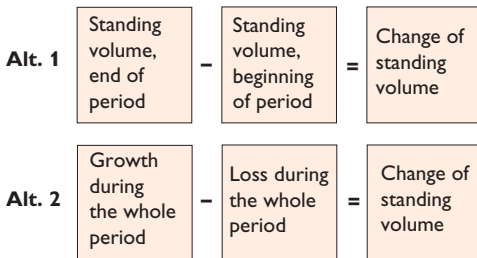 Alt. 1
Standing
volume,
end of
period
–
Standing
volume,
beginning
of period
=
Change of
standing
volume
Alt. 2
Growth
during
the whole
period
–
Loss during
the whole
period
=
Change of
standing
volume